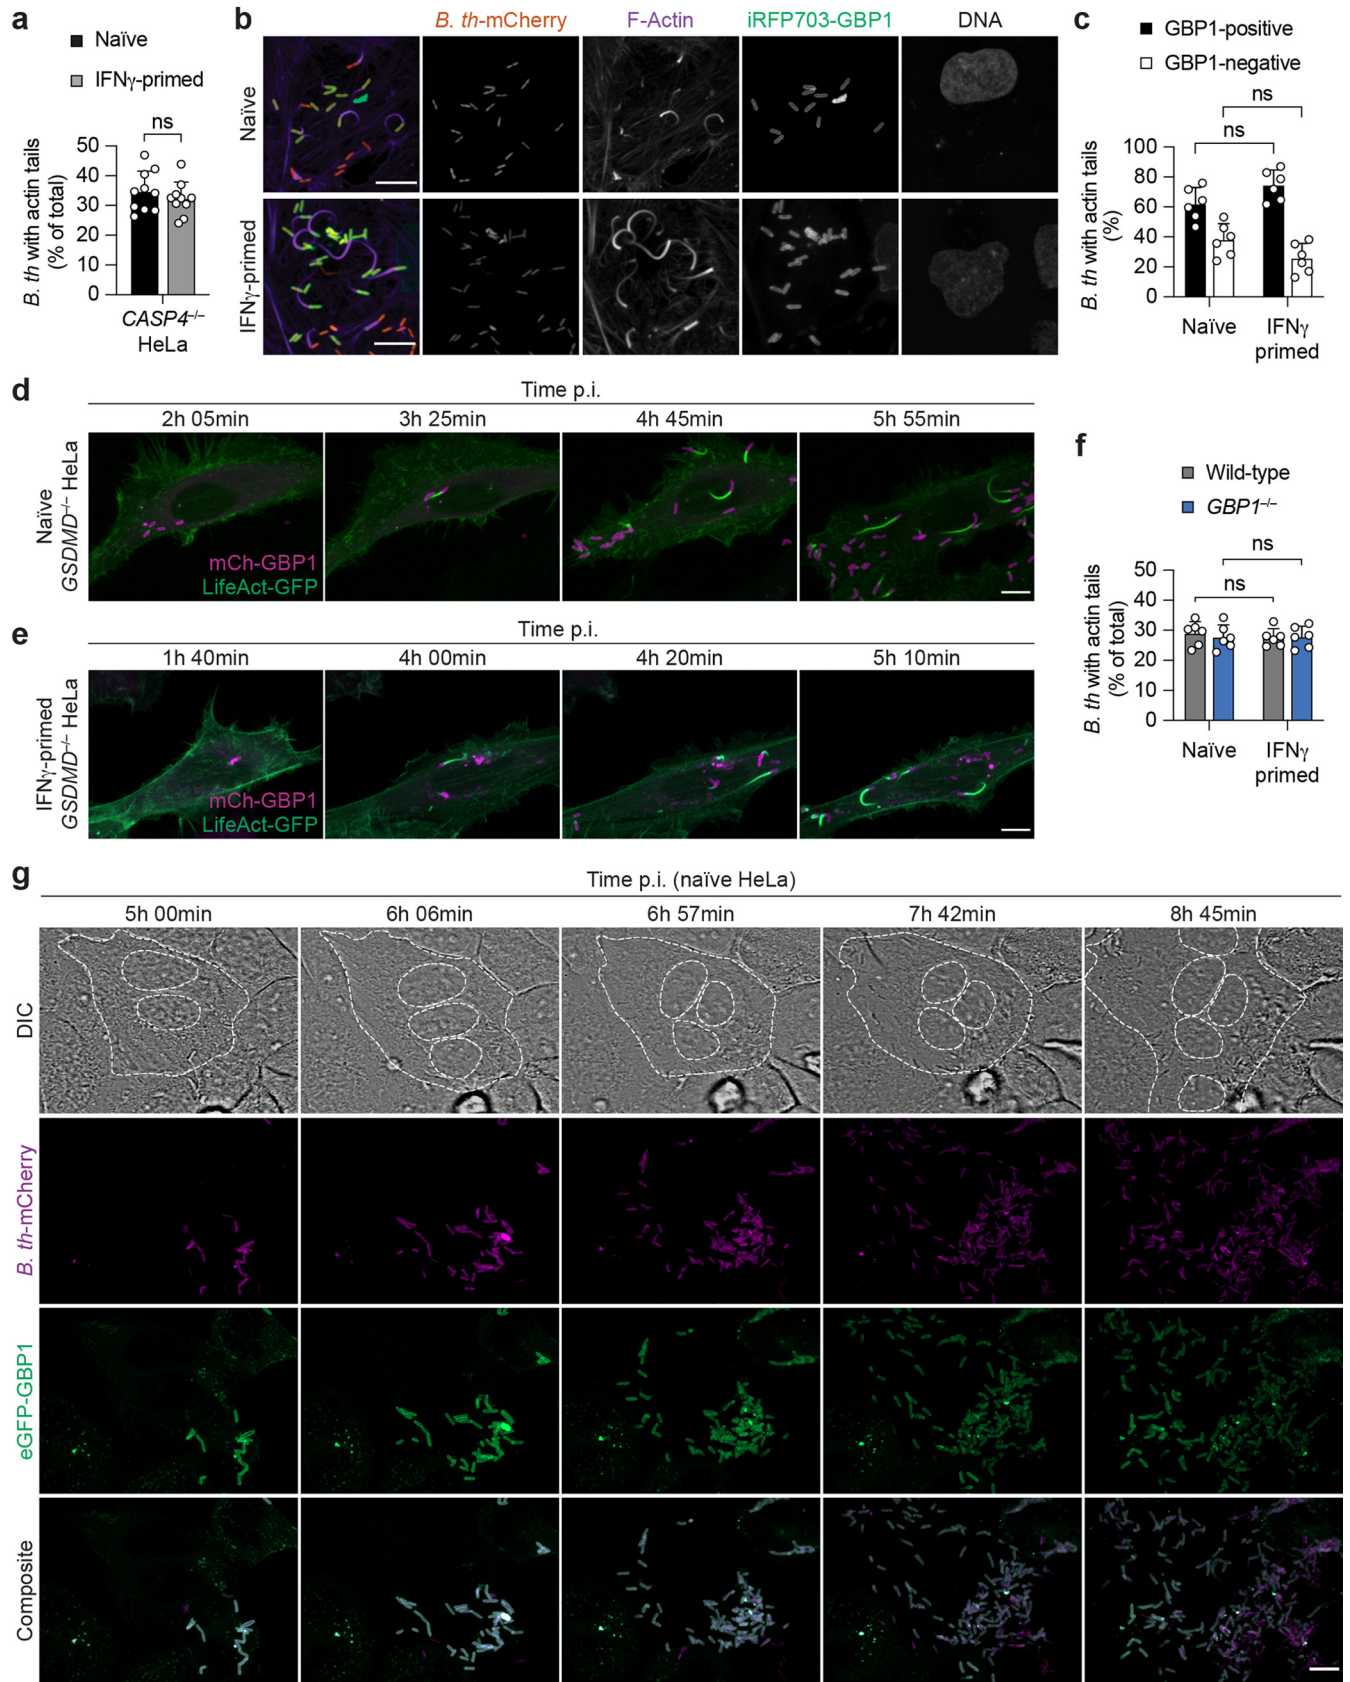 a
Naïve
IFNγ-primed
ns
50
40
30
20
10
0
B. th with actin tails
(% of total)
CASP4–/–
HeLa
b
B. th-mCherry
F-Actin
iRFP703-GBP1
DNA
Naïve
IFNγ-primed
c
GBP1-positive
GBP1-negative
ns
ns
100
80
60
40
20
0
B. th with actin tails
(%)
Naïve
IFNγ
primed
d
Time p.i.
2h 05min
3h 25min
4h 45min
5h 55min
Naïve
GSDMD–/– HeLa
mCh-GBP1
LifeAct-GFP
e
Time p.i.
1h 40min
4h 00min
4h 20min
5h 10min
IFNγ-primed
GSDMD–/– HeLa
mCh-GBP1
LifeAct-GFP
f
Wild-type
GBP1–/–
ns
ns
50
40
30
20
10
0
B. th with actin tails
(% of total)
Naïve
IFNγ
primed
g
Time p.i. (naïve HeLa)
5h 00min
6h 06min
6h 57min
7h 42min
8h 45min
DIC
B. th-mCherry
eGFP-GBP1
Composite